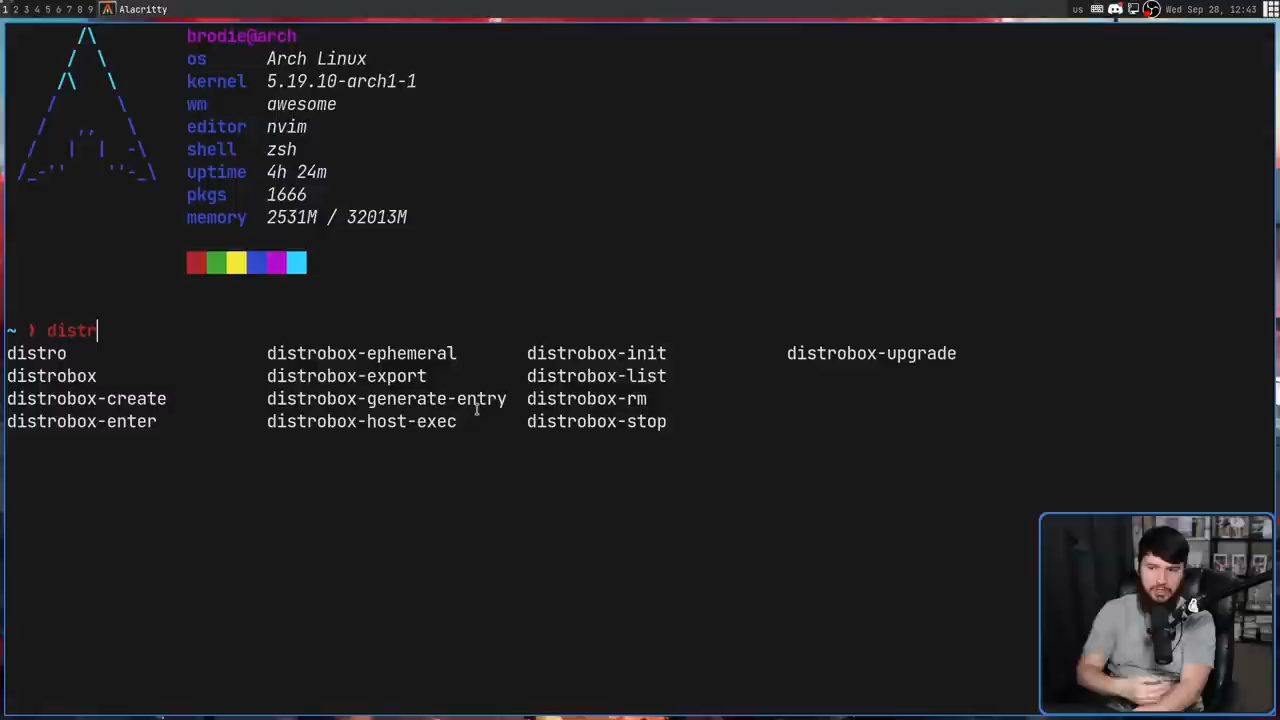 1 2 3 4 5 6 7 8 9 Alacritty us Wed Sep 28, 12:43
brodie@arch
os Arch Linux
kernel 5.19.10-arch1-1
wm awesome
editor nvim
shell zsh
uptime 4h 24m
pkgs 1666
memory 2531M / 32013M
~ ❯ distr
distro distrobox-ephemeral distrobox-init distrobox-upgrade
distrobox distrobox-export distrobox-list
distrobox-create distrobox-generate-entry distrobox-rm
distrobox-enter distrobox-host-exec distrobox-stop